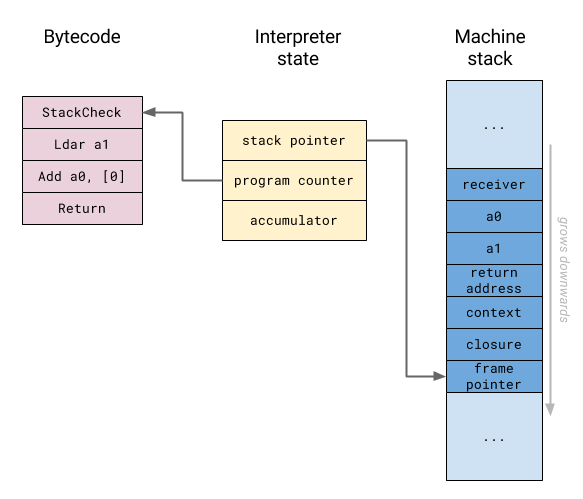 Bytecode
Interpreter
state
Machine
stack
StackCheck
Ldar a1
Add a0, [0]
Return
stack pointer
program counter
accumulator
...
receiver
a0
a1
return
address
context
closure
frame
pointer
...
grows downwards